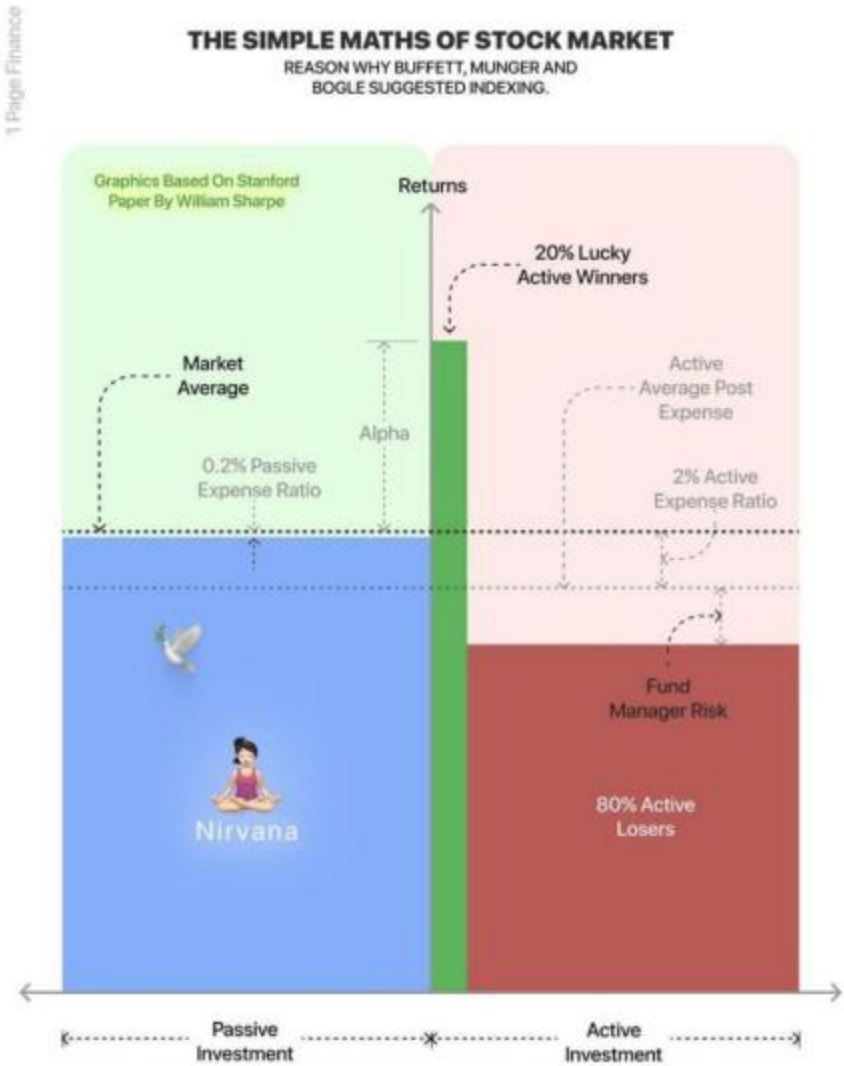 1 Page Finance
THE SIMPLE MATHS OF STOCK MARKET
REASON WHY BUFFETT, MUNGER AND
BOGLE SUGGESTED INDEXING.
Graphics Based On Stanford
Paper By William Sharpe
Returns
20% Lucky
Active Winners
Market
Average
Active
Average Post
Expense
Alpha
0.2% Passive
Expense Ratio
2% Active
Expense Ratio
Fund
Manager Risk
Nirvana
80% Active
Losers
Passive
Investment
Active
Investment